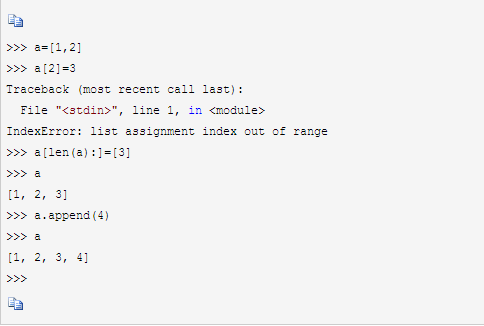 >>> a=[1,2]
>>> a[2]=3
Traceback (most recent call last):
  File "<stdin>", line 1, in <module>
IndexError: list assignment index out of range
>>> a[len(a):]=[3]
>>> a
[1, 2, 3]
>>> a.append(4)
>>> a
[1, 2, 3, 4]
>>>